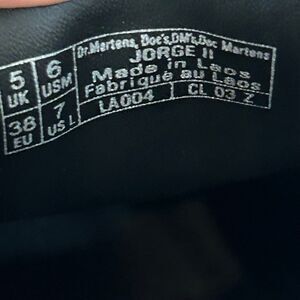 Dr.Martens, Doc's,DM's,Doc Martens
JORGE II
Made in Laos
Fabriqué au Laos
LA004 CL 03 Z
5 UK
6 USM
38 EU
7 US L